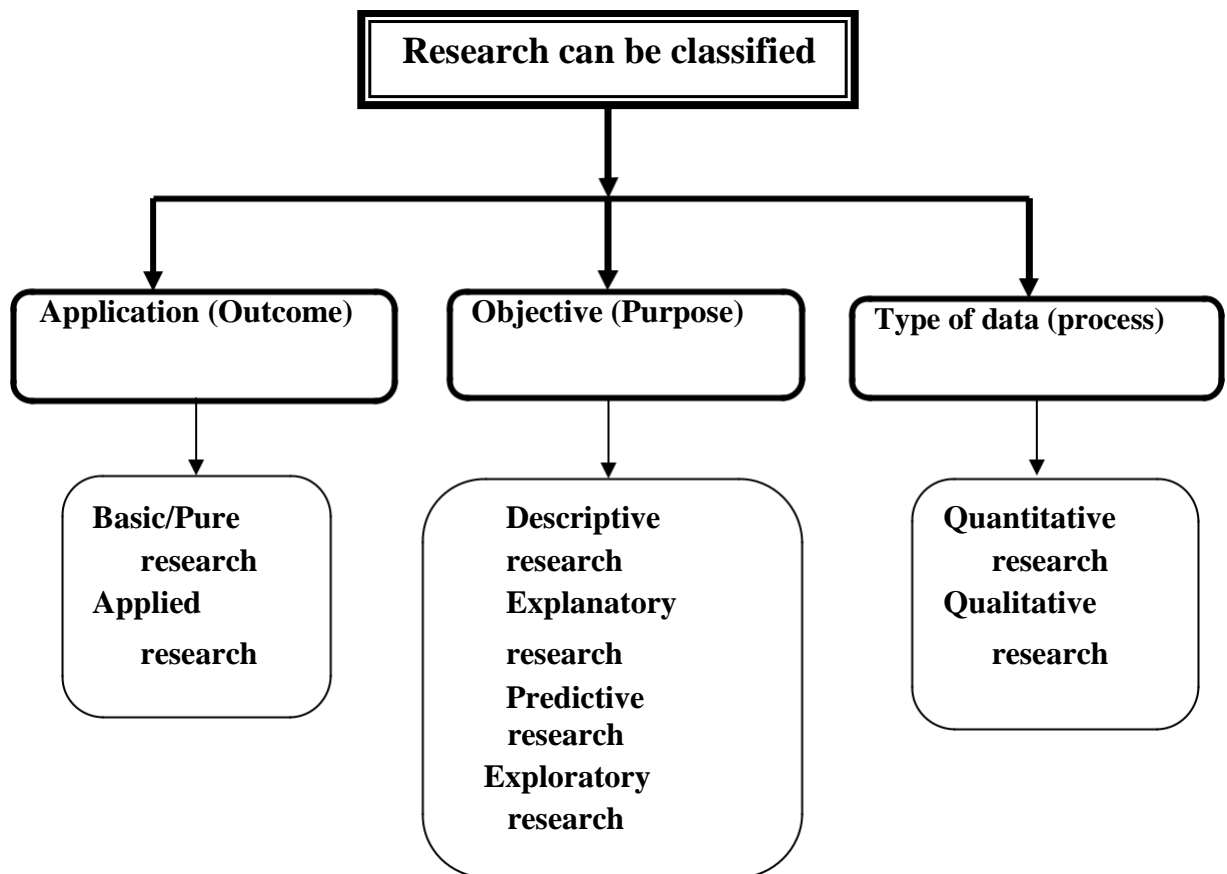 Research can be classified
Application (Outcome)
Objective (Purpose)
Type of data (process)
Basic/Pure
research
Applied
research
Descriptive
research
Explanatory
research
Predictive
research
Exploratory
research
Quantitative
research
Qualitative
research